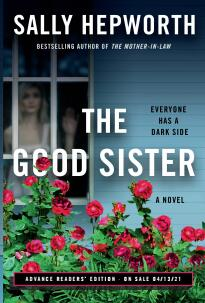 SALLY HEPWORTH
BESTSELLING AUTHOR OF THE MOTHER-IN-LAW
EVERYONE
HAS A
DARK SIDE
THE
GOOD SISTER
A NOVEL
ADVANCE READERS' EDITION - ON SALE 04/13/21